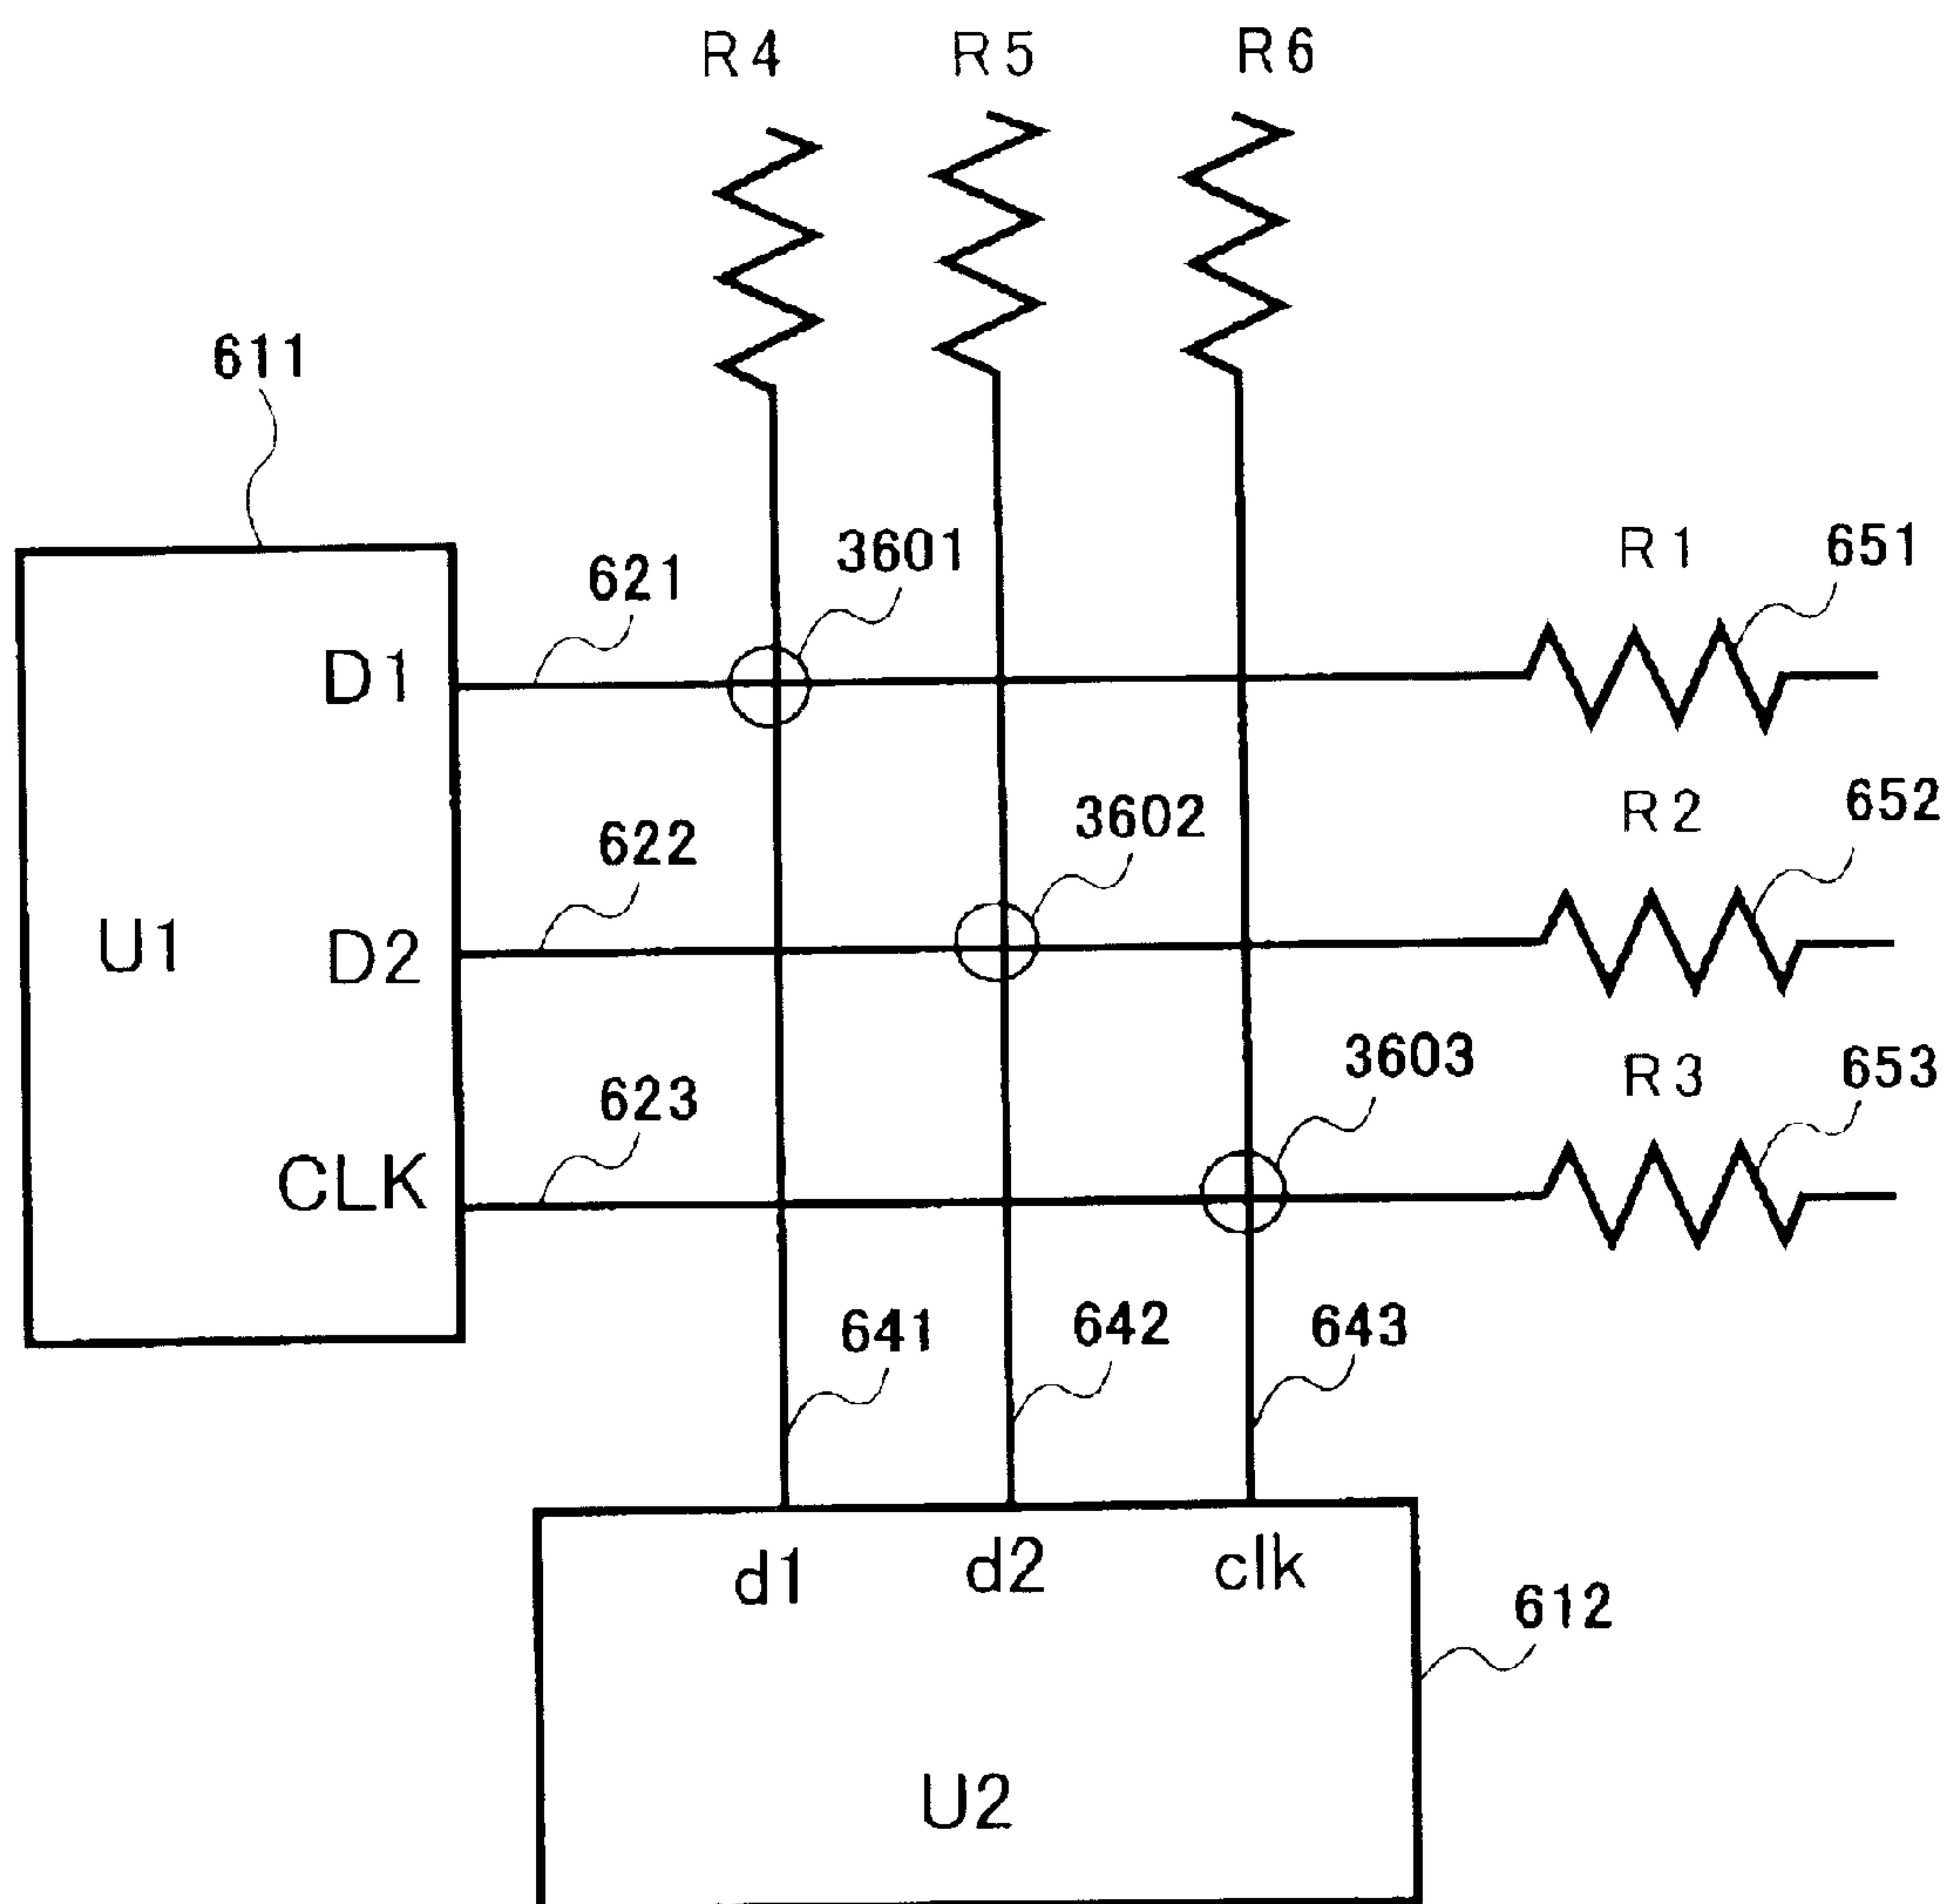 R4 R5 R6
611
621 3601 R1 651
D1
622 3602 R2 652
U1 D2
623 3603 R3 653
CLK
641 642 643
d1 d2 clk
612
U2